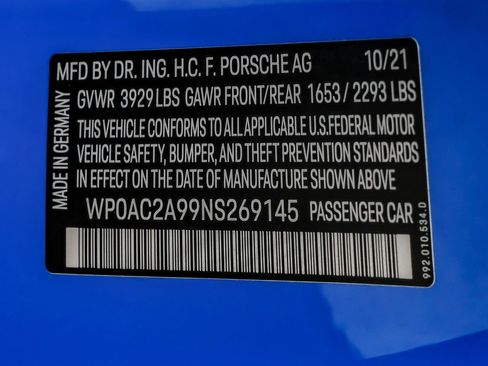 MFD BY DR. ING. H.C. F. PORSCHE AG 10/21
GVWR 3929 LBS GAWR FRONT/REAR 1653 / 2293 LBS
THIS VEHICLE CONFORMS TO ALL APPLICABLE U.S.FEDERAL MOTOR
VEHICLE SAFETY, BUMPER, AND THEFT PREVENTION STANDARDS
IN EFFECT ON THE DATE OF MANUFACTURE SHOWN ABOVE
WP0AC2A99NS269145 PASSENGER CAR
MADE IN GERMANY
992.010.534.D